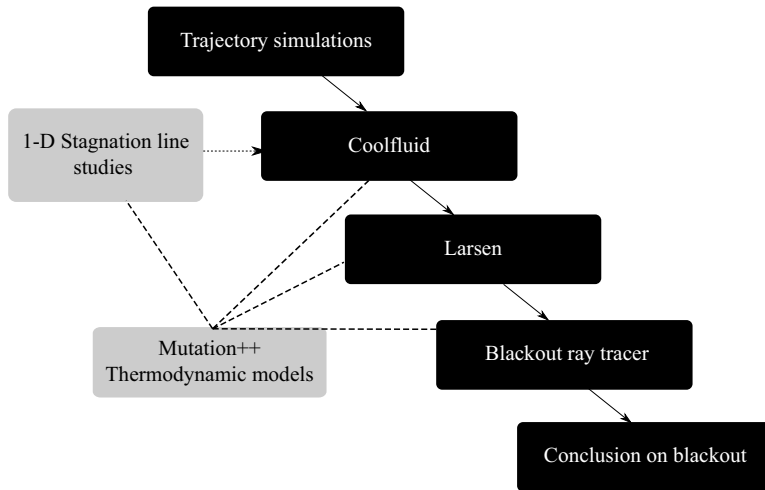 Trajectory simulations
1-D Stagnation line
studies
Coolfluid
Larsen
Mutation++
Thermodynamic models
Blackout ray tracer
Conclusion on blackout